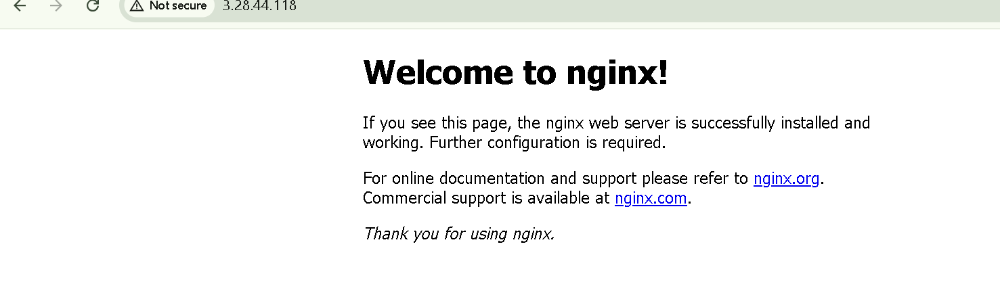 Not secure 3.28.44.118
Welcome to nginx!
If you see this page, the nginx web server is successfully installed and
working. Further configuration is required.
For online documentation and support please refer to nginx.org.
Commercial support is available at nginx.com.
Thank you for using nginx.